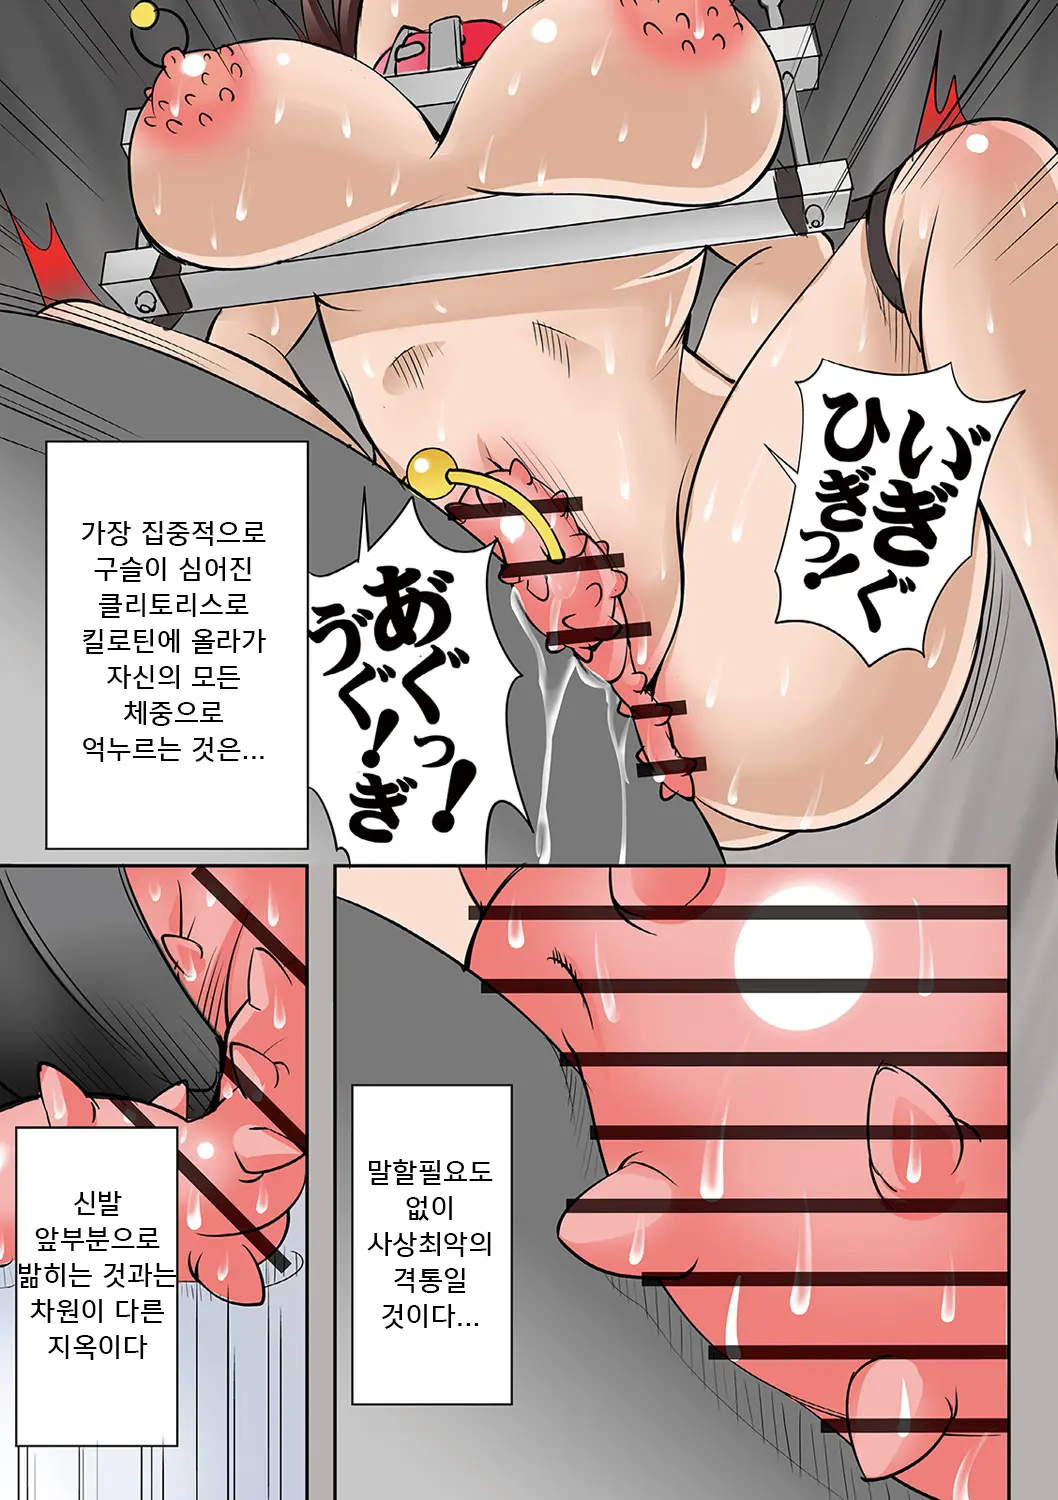 い゛ぎぐ
ひぎぎっ!
あ゛ぐっ!
ゔぐ!ぎ
가장 집중적으로
구슬이 심어진
클리토리스로
킬로틴에 올라가
자신의 모든
체중으로
억누르는 것은...
말할필요도
없이
사상최악의
격통일
것이다...
신발
앞부분으로
밟히는 것과는
차원이 다른
지옥이다